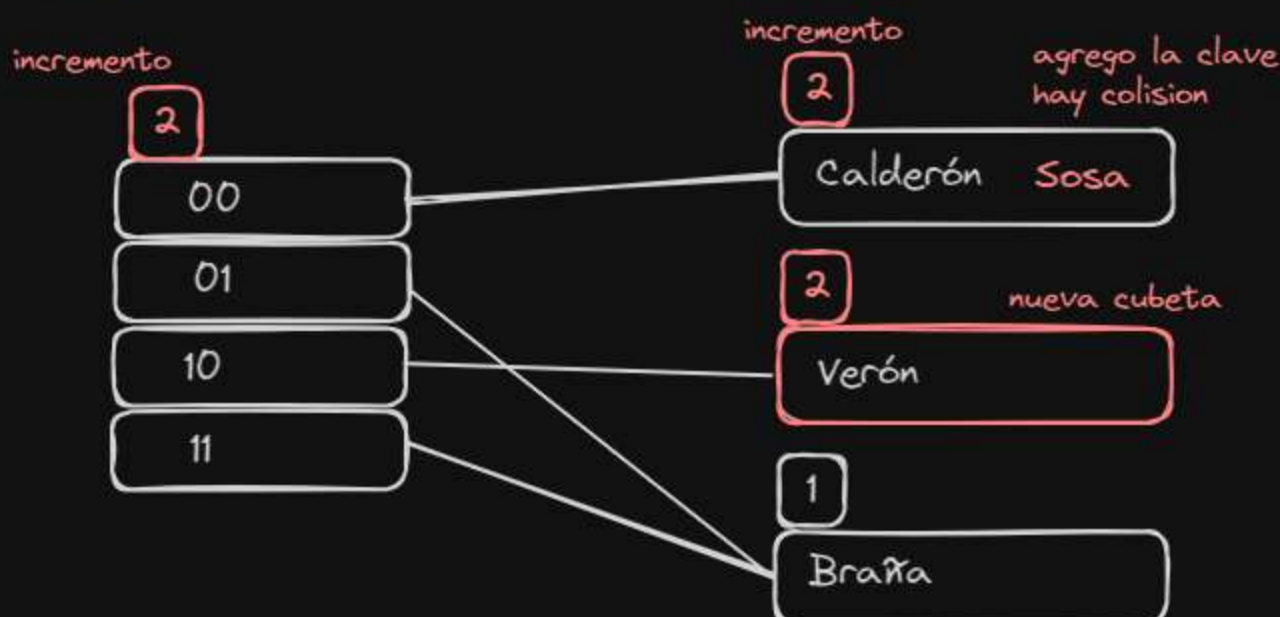 incremento
2
00
01
10
11
incremento
2
agrego la clave
hay colision
Calderón Sosa
2
nueva cubeta
Verón
1
Braña